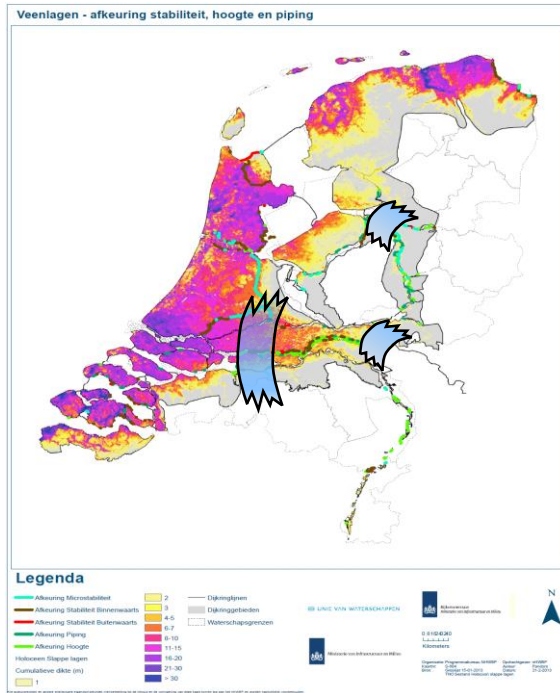 Veenlagen - afkeuring stabiliteit, hoogte en piping
Legenda
Afkeuring Microstabiliteit
Afkeuring Stabiliteit Binnenwaarts
Afkeuring Stabiliteit Buitenwaarts
Afkeuring Piping
Afkeuring Hoogte
Holoceen Slappe lagen
Cumulatieve dikte (m)
1
2
3
4-5
6-7
8-10
11-15
16-20
21-30
> 30
Dijkringlijnen
Dijkringgebieden
Waterschapsgrenzen
UNIE VAN WATERSCHAPPEN
Ministerie van Infrastructuur en Milieu
N
Kilometers